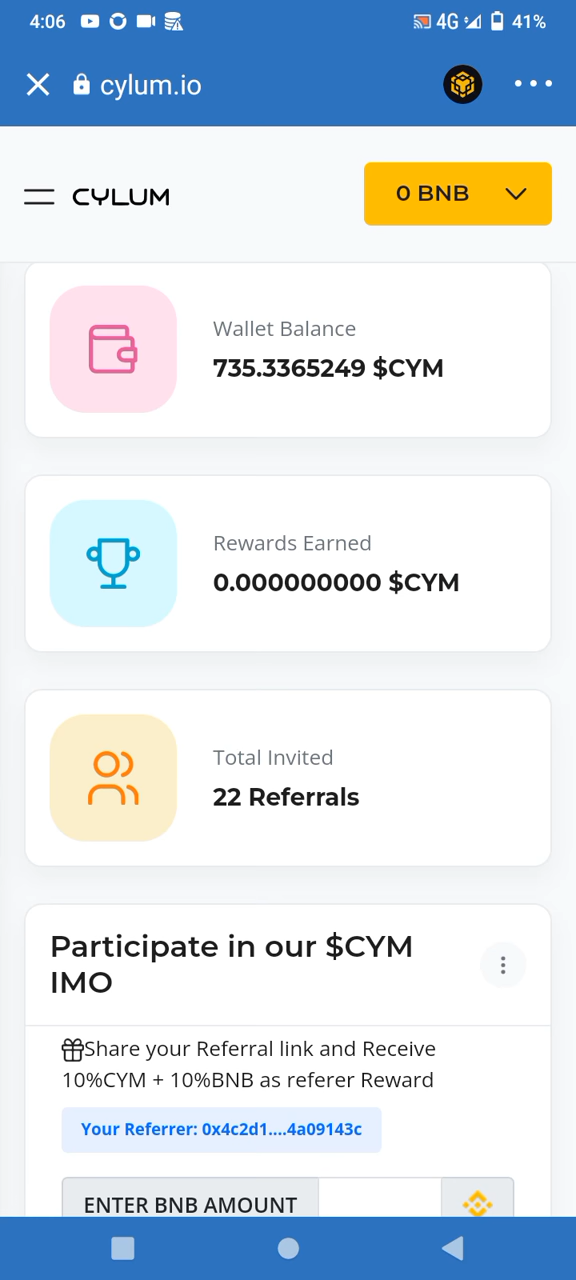 4:06 4G 41%
cylum.io
CYLUM
0 BNB
Wallet Balance
735.3365249 $CYM
Rewards Earned
0.000000000 $CYM
Total Invited
22 Referrals
Participate in our $CYM
IMO
Share your Referral link and Receive
10%CYM + 10%BNB as referer Reward
Your Referrer: 0x4c2d1....4a09143c
ENTER BNB AMOUNT